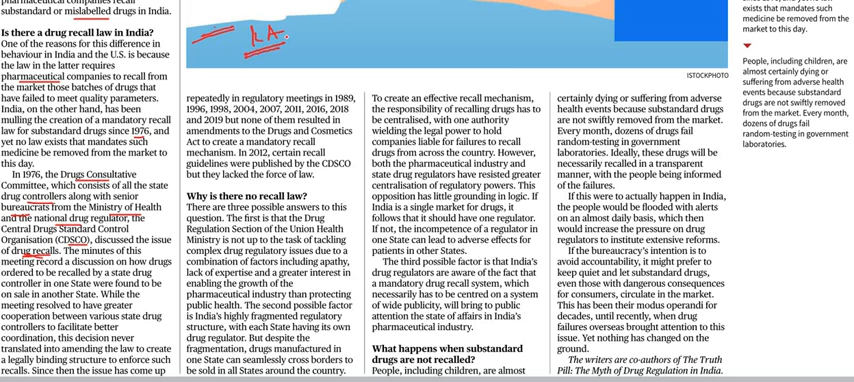 pharmaceutical companies recall
substandard or mislabelled drugs in India.
Is there a drug recall law in India?
One of the reasons for this difference in
behaviour in India and the U.S. is because
the law in the latter requires
pharmaceutical companies to recall from
the market those batches of drugs that
have failed to meet quality parameters.
India, on the other hand, has been
mulling the creation of a mandatory recall
law for substandard drugs since 1976, and
yet no law exists that mandates such
medicine be removed from the market to
this day.
In 1976, the Drugs Consultative
Committee, which consists of all the state
drug controllers along with senior
bureaucrats from the Ministry of Health
and the national drug regulator, the
Central Drugs Standard Control
Organisation (CDSCO), discussed the issue
of drug recalls. The minutes of this
meeting record a discussion on how drugs
ordered to be recalled by a state drug
controller in one State were found to be
on sale in another State. While the
meeting resolved to have greater
cooperation between various state drug
controllers to facilitate better
coordination, this decision never
translated into amending the law to create
a legally binding structure to enforce such
recalls. Since then the issue has come up
RA.
ISTOCKPHOTO
repeatedly in regulatory meetings in 1989,
1996, 1998, 2004, 2007, 2011, 2016, 2018
and 2019 but none of them resulted in
amendments to the Drugs and Cosmetics
Act to create a mandatory recall
mechanism. In 2012, certain recall
guidelines were published by the CDSCO
but they lacked the force of law.
Why is there no recall law?
There are three possible answers to this
question. The first is that the Drug
Regulation Section of the Union Health
Ministry is not up to the task of tackling
complex drug regulatory issues due to a
combination of factors including apathy,
lack of expertise and a greater interest in
enabling the growth of the
pharmaceutical industry than protecting
public health. The second possible factor
is India's highly fragmented regulatory
structure, with each State having its own
drug regulator. But despite the
fragmentation, drugs manufactured in
one State can seamlessly cross borders to
be sold in all States around the country.
To create an effective recall mechanism,
the responsibility of recalling drugs has to
be centralised, with one authority
wielding the legal power to hold
companies liable for failures to recall
drugs from across the country. However,
both the pharmaceutical industry and
state drug regulators have resisted greater
centralisation of regulatory powers. This
opposition has little grounding in logic. If
India is a single market for drugs, it
follows that it should have one regulator.
If not, the incompetence of a regulator in
one State can lead to adverse effects for
patients in other States.
The third possible factor is that India's
drug regulators are aware of the fact that
a mandatory drug recall system, which
necessarily has to be centred on a system
of wide publicity, will bring to public
attention the state of affairs in India's
pharmaceutical industry.
What happens when substandard
drugs are not recalled?
People, including children, are almost
certainly dying or suffering from adverse
health events because substandard drugs
are not swiftly removed from the market.
Every month, dozens of drugs fail
random-testing in government
laboratories. Ideally, these drugs will be
necessarily recalled in a transparent
manner, with the people being informed
of the failures.
If this were to actually happen in India,
the people would be flooded with alerts
on an almost daily basis, which then
would increase the pressure on drug
regulators to institute extensive reforms.
If the bureaucracy's intention is to
avoid accountability, it might prefer to
keep quiet and let substandard drugs,
even those with dangerous consequences
for consumers, circulate in the market.
This has been their modus operandi for
decades, until recently, when drug
failures overseas brought attention to this
issue. Yet nothing has changed on the
ground.
The writers are co-authors of The Truth
Pill: The Myth of Drug Regulation in India.
exists that mandates such
medicine be removed from the
market to this day.
People, including children, are
almost certainly dying or
suffering from adverse health
events because substandard
drugs are not swiftly removed
from the market. Every month,
dozens of drugs fail
random-testing in government
laboratories.